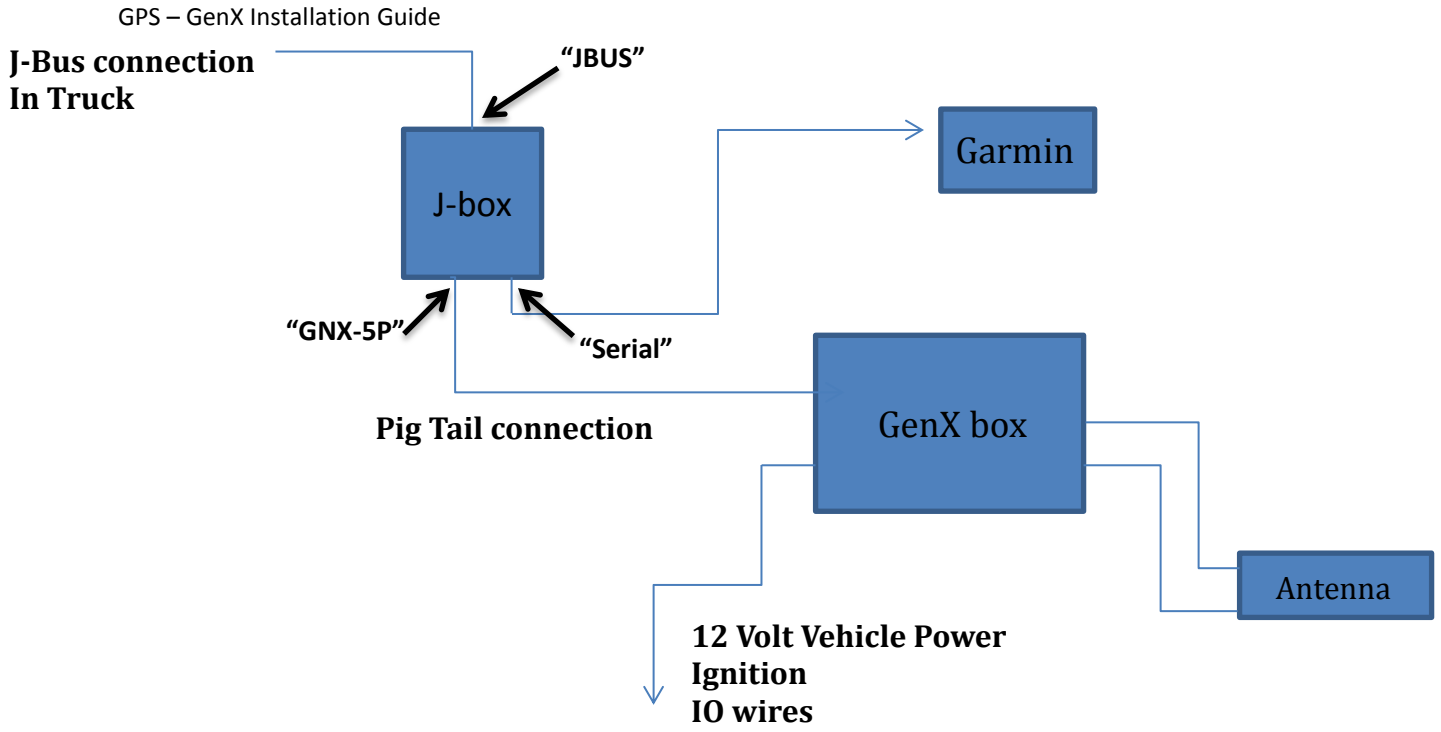 GPS – GenX Installation Guide
J-Bus connection
In Truck
“JBUS”
Garmin
J-box
“GNX-5P”
“Serial”
Pig Tail connection
GenX box
Antenna
12 Volt Vehicle Power
Ignition
IO wires